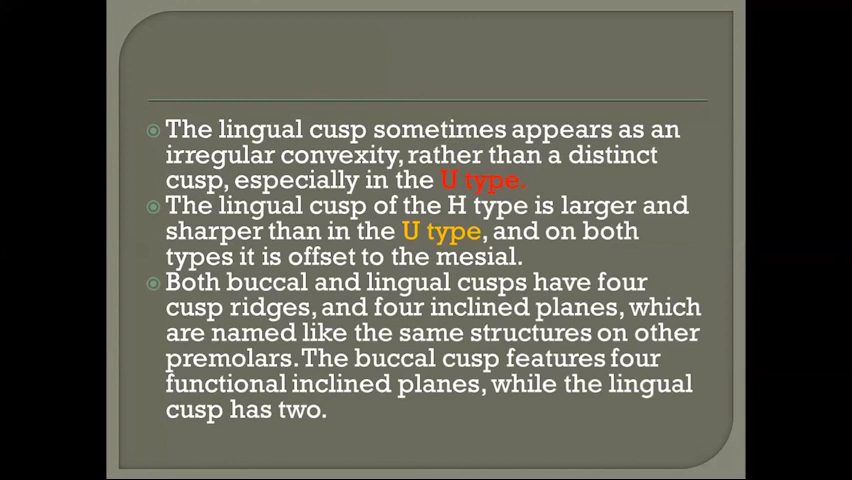 The lingual cusp sometimes appears as an
irregular convexity, rather than a distinct
cusp, especially in the U type.
The lingual cusp of the H type is larger and
sharper than in the U type, and on both
types it is offset to the mesial.
Both buccal and lingual cusps have four
cusp ridges, and four inclined planes, which
are named like the same structures on other
premolars. The buccal cusp features four
functional inclined planes, while the lingual
cusp has two.